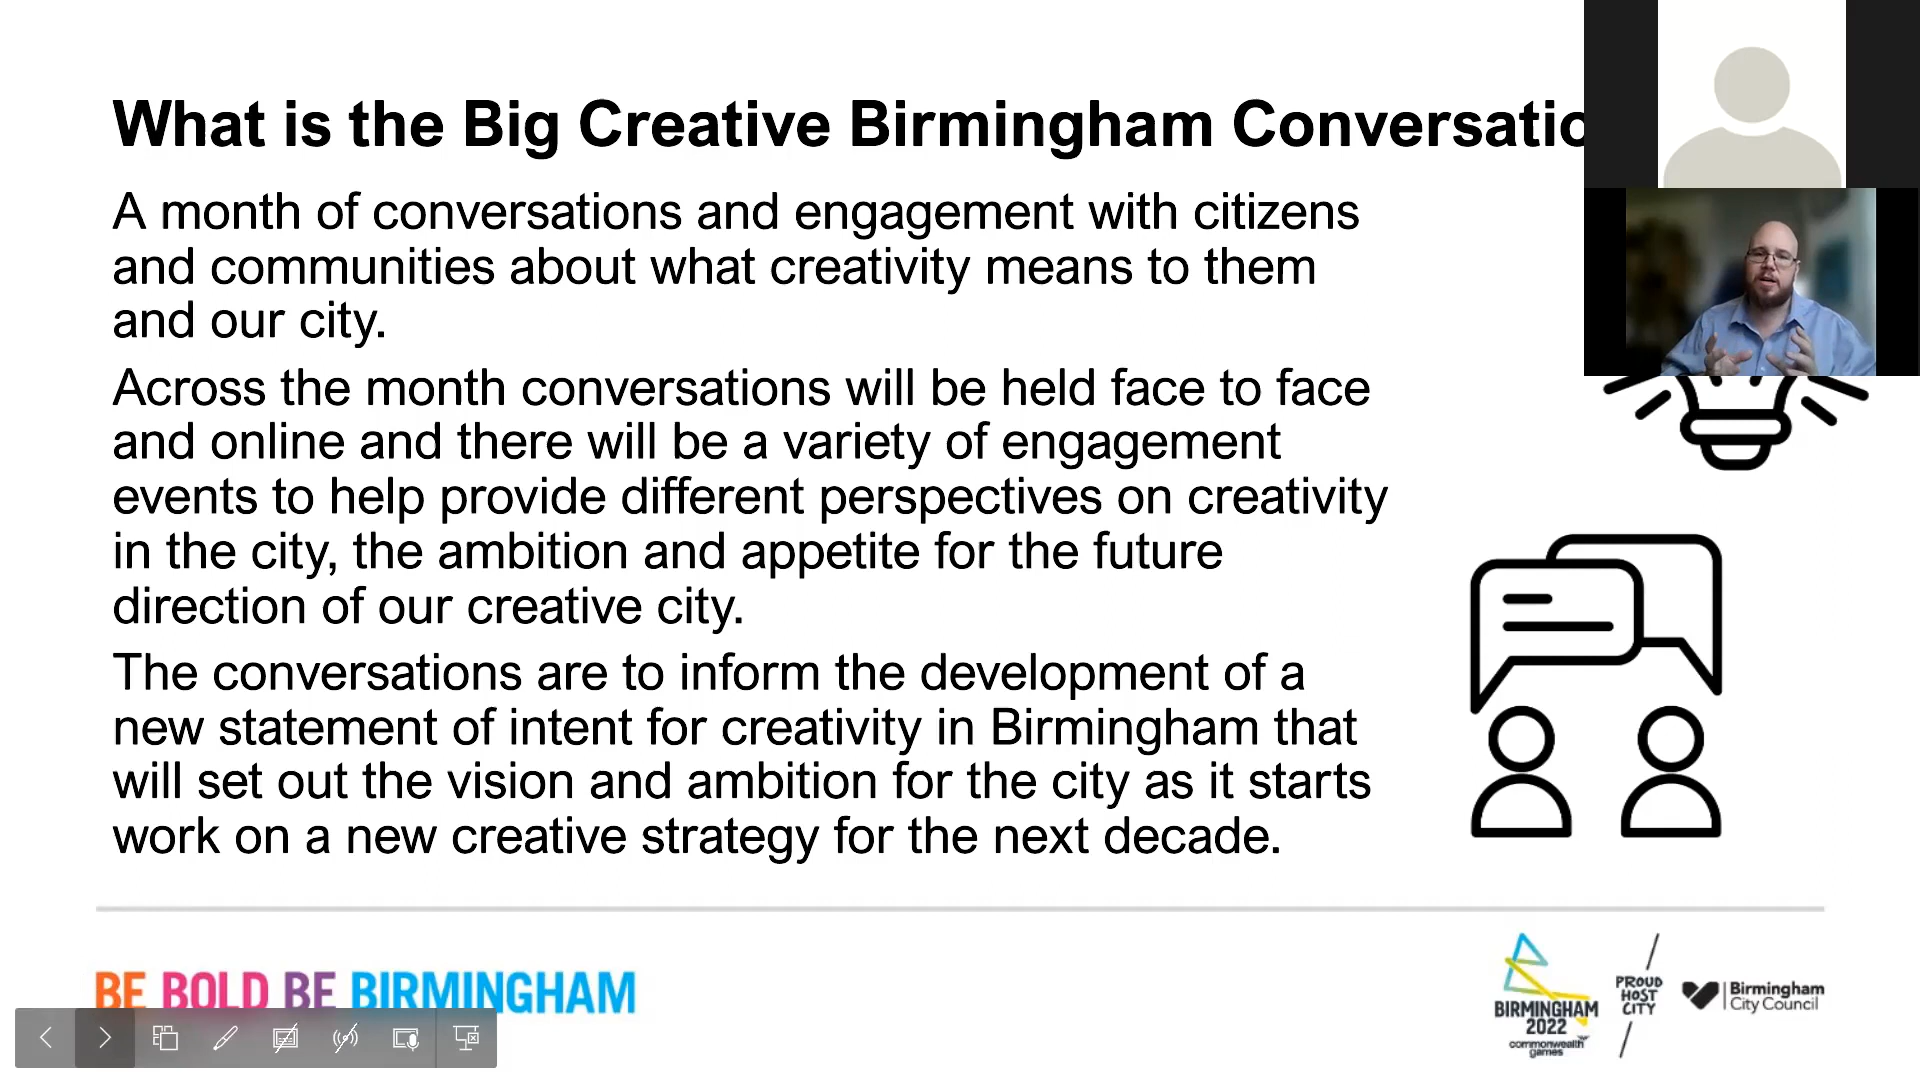 What is the Big Creative Birmingham Conversatio
A month of conversations and engagement with citizens
and communities about what creativity means to them
and our city.
Across the month conversations will be held face to face
and online and there will be a variety of engagement
events to help provide different perspectives on creativity
in the city, the ambition and appetite for the future
direction of our creative city.
The conversations are to inform the development of a
new statement of intent for creativity in Birmingham that
will set out the vision and ambition for the city as it starts
work on a new creative strategy for the next decade.
BE BOLD BE BIRMINGHAM
BIRMINGHAM
2022
commonwealth
games
PROUD
HOST
CITY
Birmingham
City Council